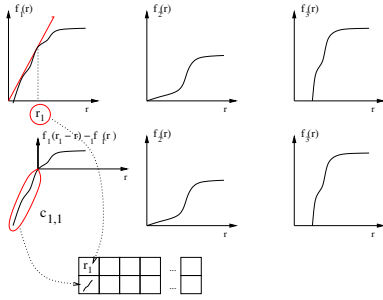 f₁(r) f₂(r) f₃(r)
r r r
r₁
f₁(r₁ - r) - f₁(r) f₂(r) f₃(r)
r r r
c₁,₁
r₁ ...
...